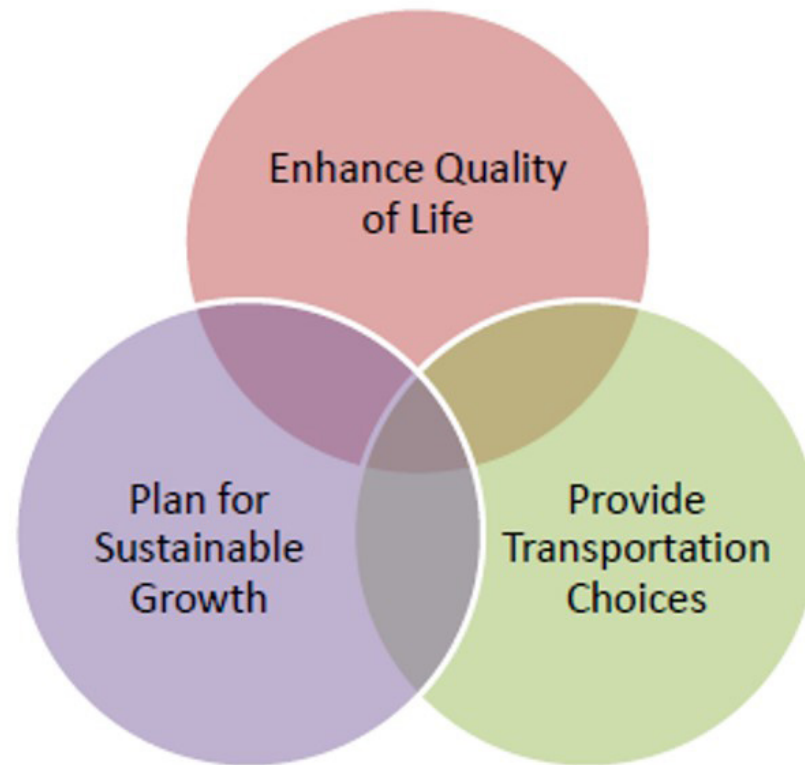 Enhance Quality
of Life
Plan for
Sustainable
Growth
Provide
Transportation
Choices